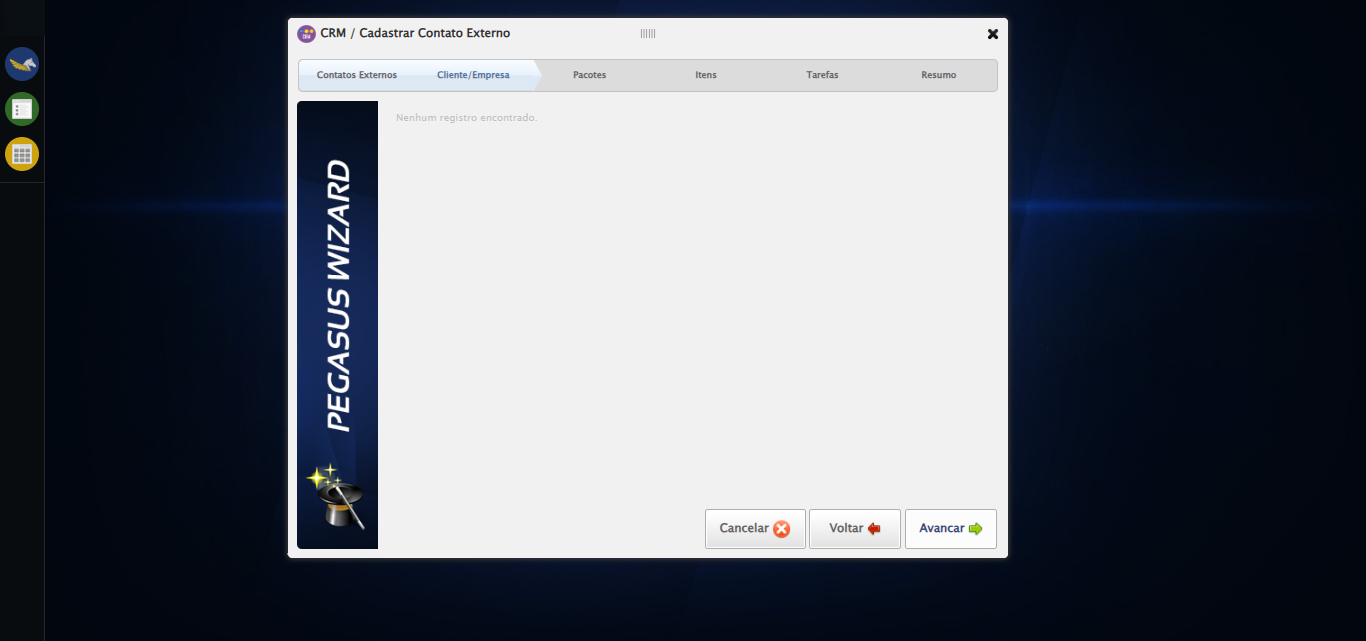 CRM / Cadastrar Contato Externo
Contatos Externos Cliente/Empresa Pacotes Itens Tarefas Resumo
Nenhum registro encontrado.
PEGASUS WIZARD
Cancelar Voltar Avancar